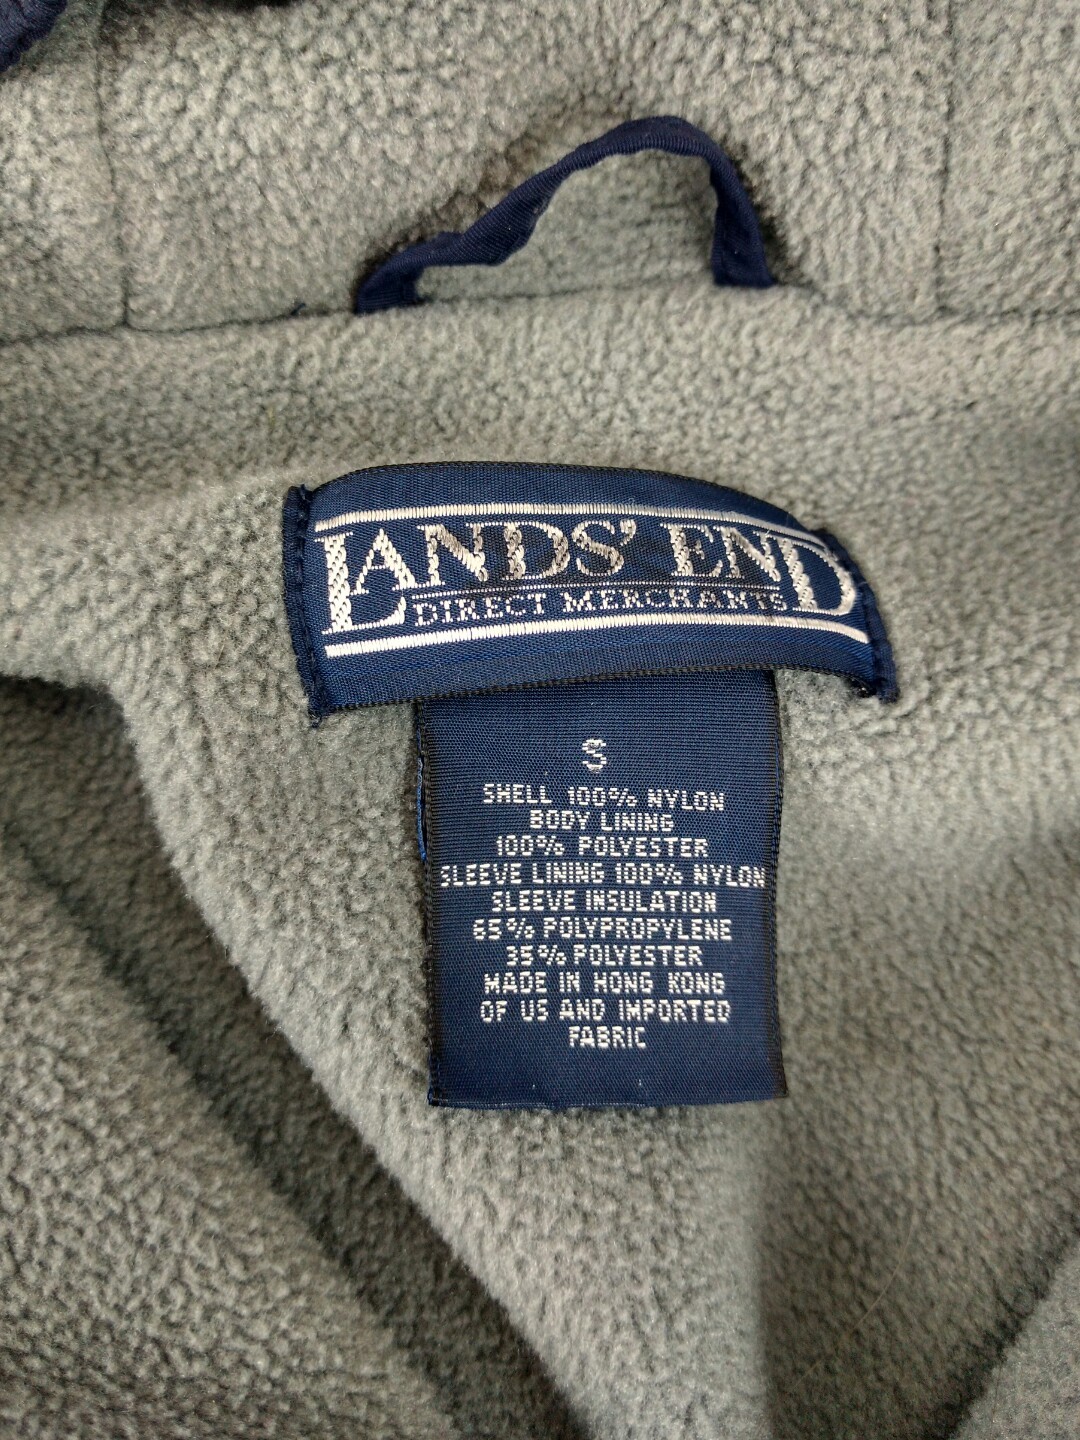 LANDS' END
DIRECT MERCHANTS
S
SHELL 100% NYLON
BODY LINING
100% POLYESTER
SLEEVE LINING 100% NYLON
SLEEVE INSULATION
65% POLYPROPYLENE
35% POLYESTER
MADE IN HONG KONG
OF US AND IMPORTED
FABRIC